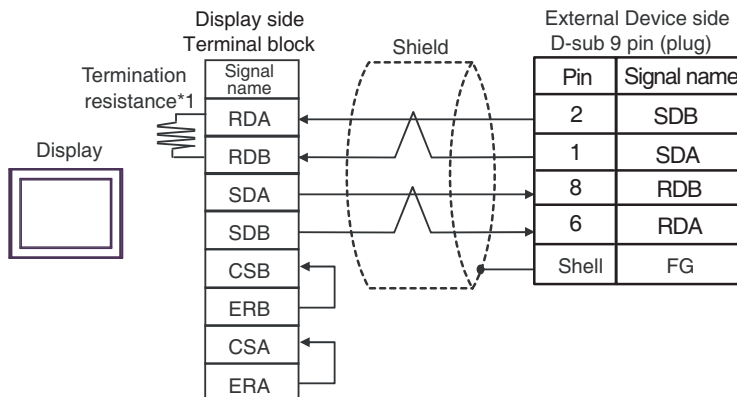 Display side
Terminal block
Shield
External Device side
D-sub 9 pin (plug)
Termination
resistance*1
Display
Signal
name
RDA
RDB
SDA
SDB
CSB
ERB
CSA
ERA
Pin Signal name
2 SDB
1 SDA
8 RDB
6 RDA
Shell FG